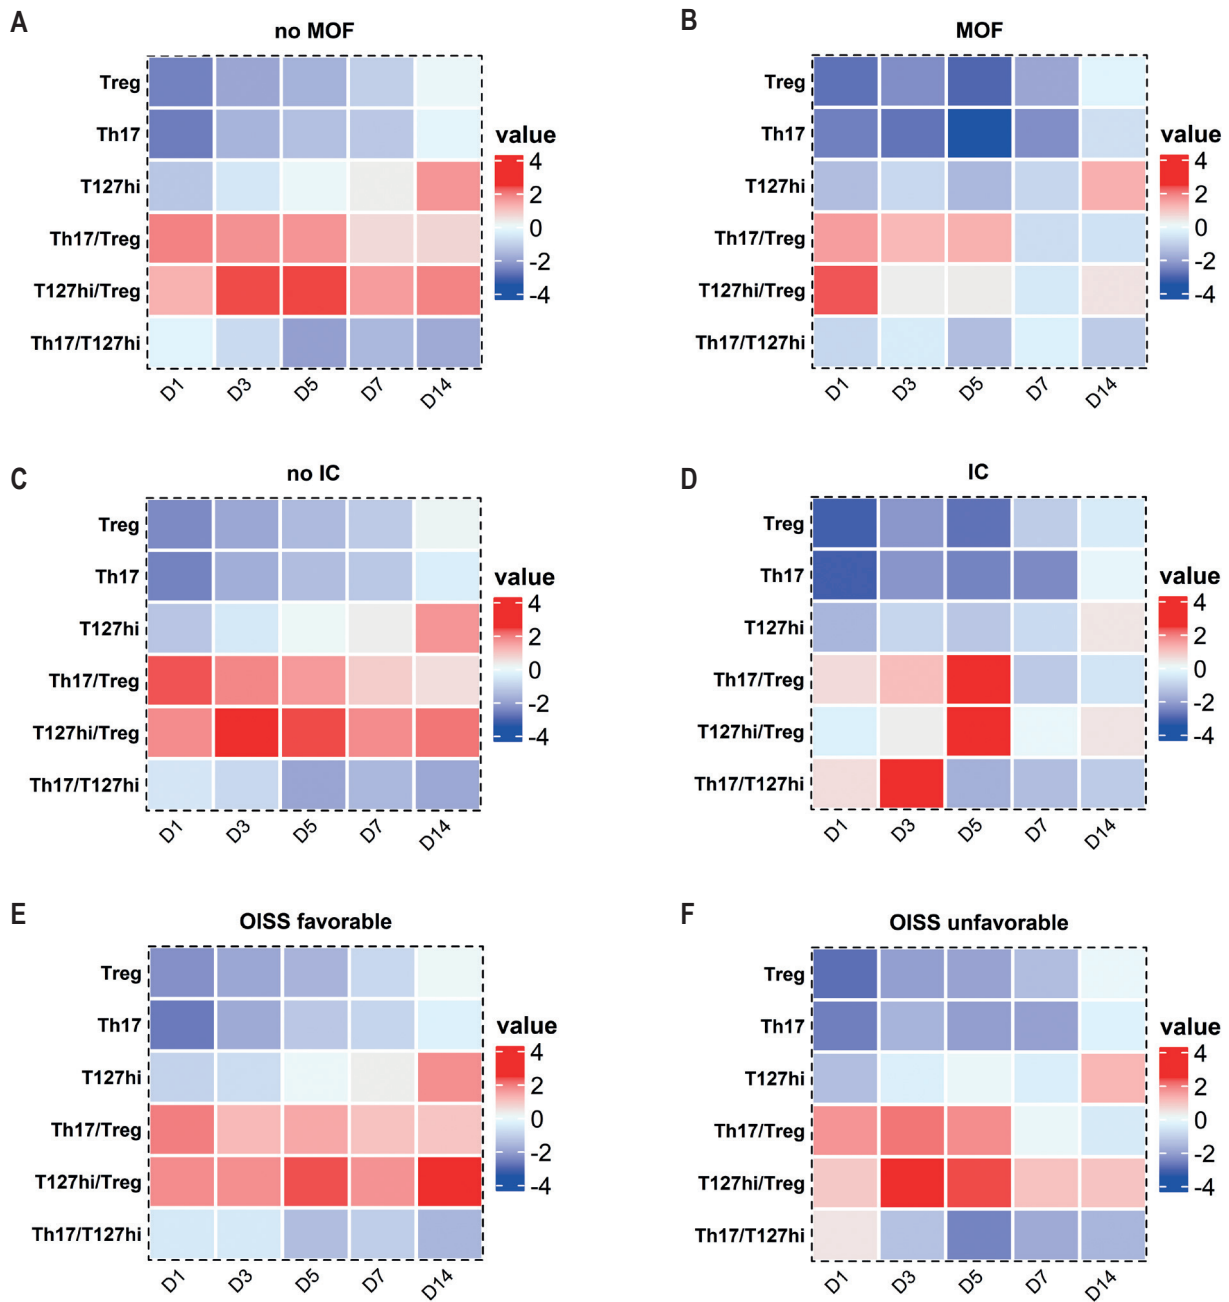 A
no MOF
Treg
Th17
T127hi
Th17/Treg
T127hi/Treg
Th17/T127hi
D1 D3 D5 D7 D14
value
4
2
0
-2
-4
B
MOF
Treg
Th17
T127hi
Th17/Treg
T127hi/Treg
Th17/T127hi
D1 D3 D5 D7 D14
value
4
2
0
-2
-4
C
no IC
Treg
Th17
T127hi
Th17/Treg
T127hi/Treg
Th17/T127hi
D1 D3 D5 D7 D14
value
4
2
0
-2
-4
D
IC
Treg
Th17
T127hi
Th17/Treg
T127hi/Treg
Th17/T127hi
D1 D3 D5 D7 D14
value
4
2
0
-2
-4
E
OISS favorable
Treg
Th17
T127hi
Th17/Treg
T127hi/Treg
Th17/T127hi
D1 D3 D5 D7 D14
value
4
2
0
-2
-4
F
OISS unfavorable
Treg
Th17
T127hi
Th17/Treg
T127hi/Treg
Th17/T127hi
D1 D3 D5 D7 D14
value
4
2
0
-2
-4